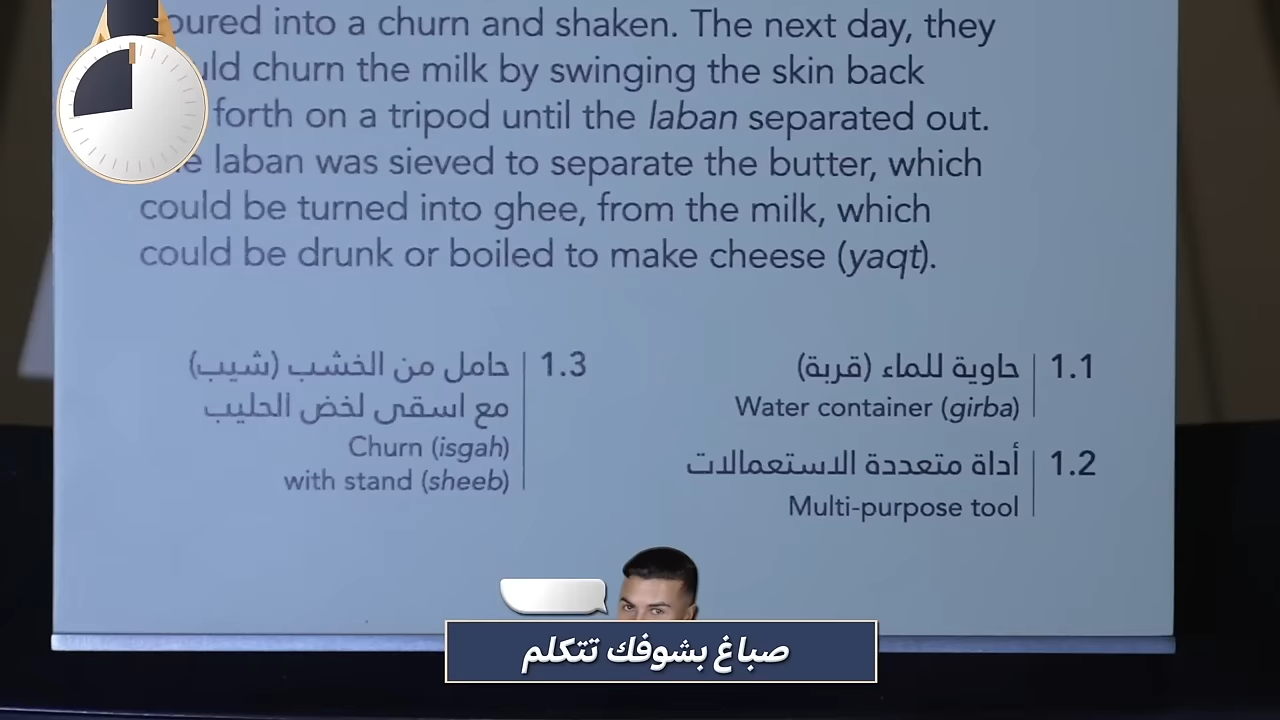 into a churn and shaken. The next day, they
churn the milk by swinging the skin back
forth on a tripod until the laban separated out.
laban was sieved to separate the butter, which
could be turned into ghee, from the milk, which
could be drunk or boiled to make cheese (yaqt).
1.1 حاوية للماء (قربة)
Water container (girba)
1.2 أداة متعددة الاستعمالات
Multi-purpose tool
1.3 حامل من الخشب (شيب)
مع اسقى لخض الحليب
Churn (isgah)
with stand (sheeb)
صباغ بشوفك تتكلم